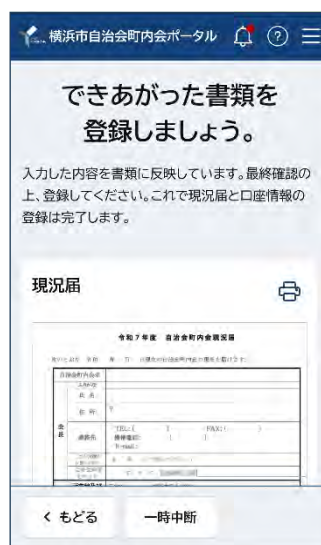 横浜市自治会町内会ポータル
できあがった書類を
登録しましょう。
入力した内容を書類に反映しています。最終確認の
上、登録してください。これで現況届と口座情報の
登録は完了します。
現況届
令和7年度 自治会町内会現況届
自治会町内会名
氏 名
住 所 〒
会長
連絡先
TEL: ( ) FAX: ( )
携帯電話: ( )
E-mail:
もどる 一時中断